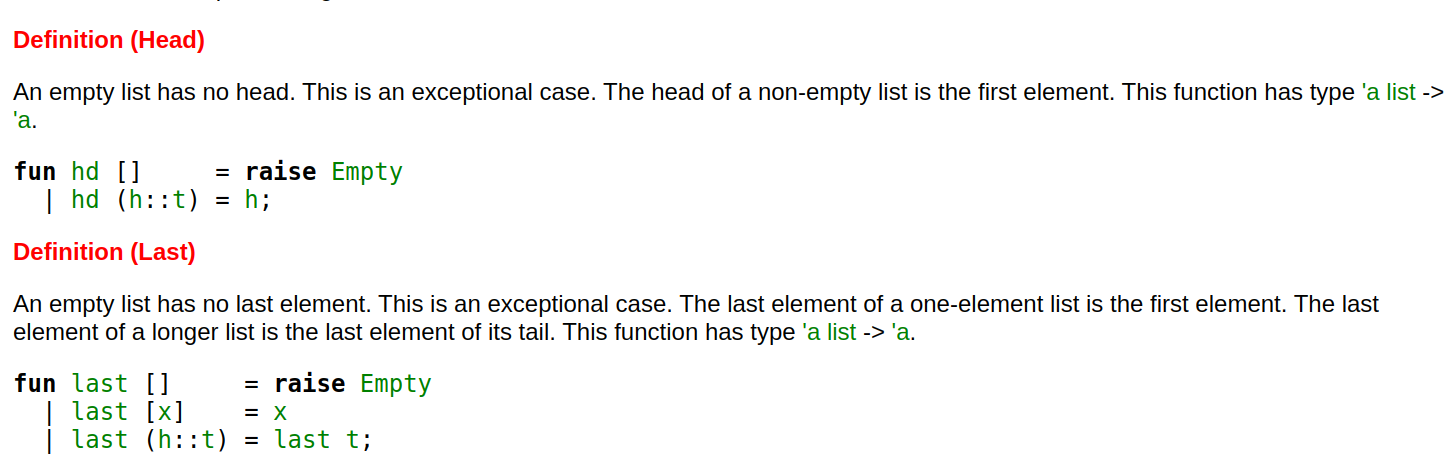 Definition (Head)
An empty list has no head. This is an exceptional case. The head of a non-empty list is the first element. This function has type 'a list ->
'a.
fun hd []     = raise Empty
  | hd (h::t) = h;
Definition (Last)
An empty list has no last element. This is an exceptional case. The last element of a one-element list is the first element. The last
element of a longer list is the last element of its tail. This function has type 'a list -> 'a.
fun last []     = raise Empty
  | last [x]    = x
  | last (h::t) = last t;